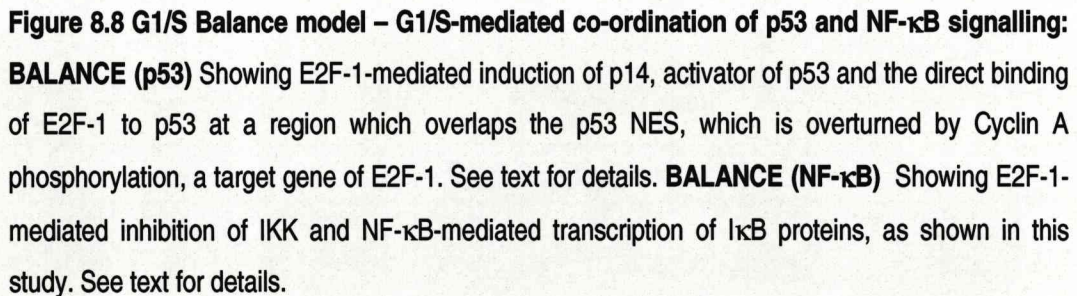 Figure 8.8 G1/S Balance model – G1/S-mediated co-ordination of p53 and NF-κB signalling:
BALANCE (p53) Showing E2F-1-mediated induction of p14, activator of p53 and the direct binding
of E2F-1 to p53 at a region which overlaps the p53 NES, which is overturned by Cyclin A
phosphorylation, a target gene of E2F-1. See text for details. BALANCE (NF-κB) Showing E2F-1-
mediated inhibition of IKK and NF-κB-mediated transcription of IκB proteins, as shown in this
study. See text for details.